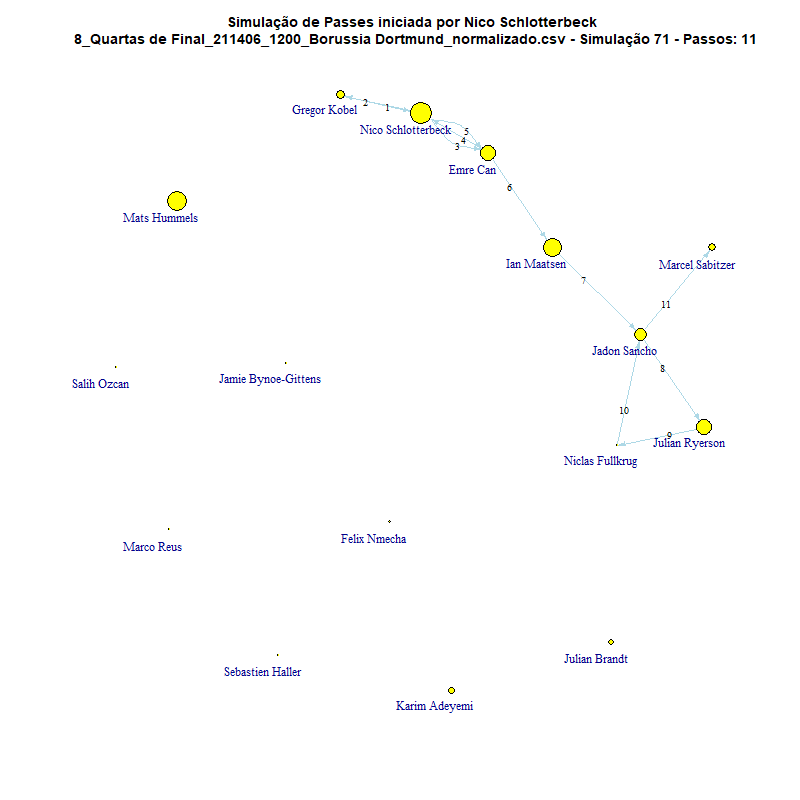 Simulação de Passes iniciada por Nico Schlotterbeck
8_Quartas de Final_211406_1200_Borussia Dortmund_normalizado.csv - Simulação 71 - Passos: 11
2
1
Gregor Kobel
Nico Schlotterbeck
5
4
3
Emre Can
6
Mats Hummels
Ian Maatsen
Marcel Sabitzer
7
11
Jadon Sancho
8
Salih Ozcan
Jamie Bynoe-Gittens
10
9
Julian Ryerson
Niclas Fullkrug
Marco Reus
Felix Nmecha
Sebastien Haller
Julian Brandt
Karim Adeyemi